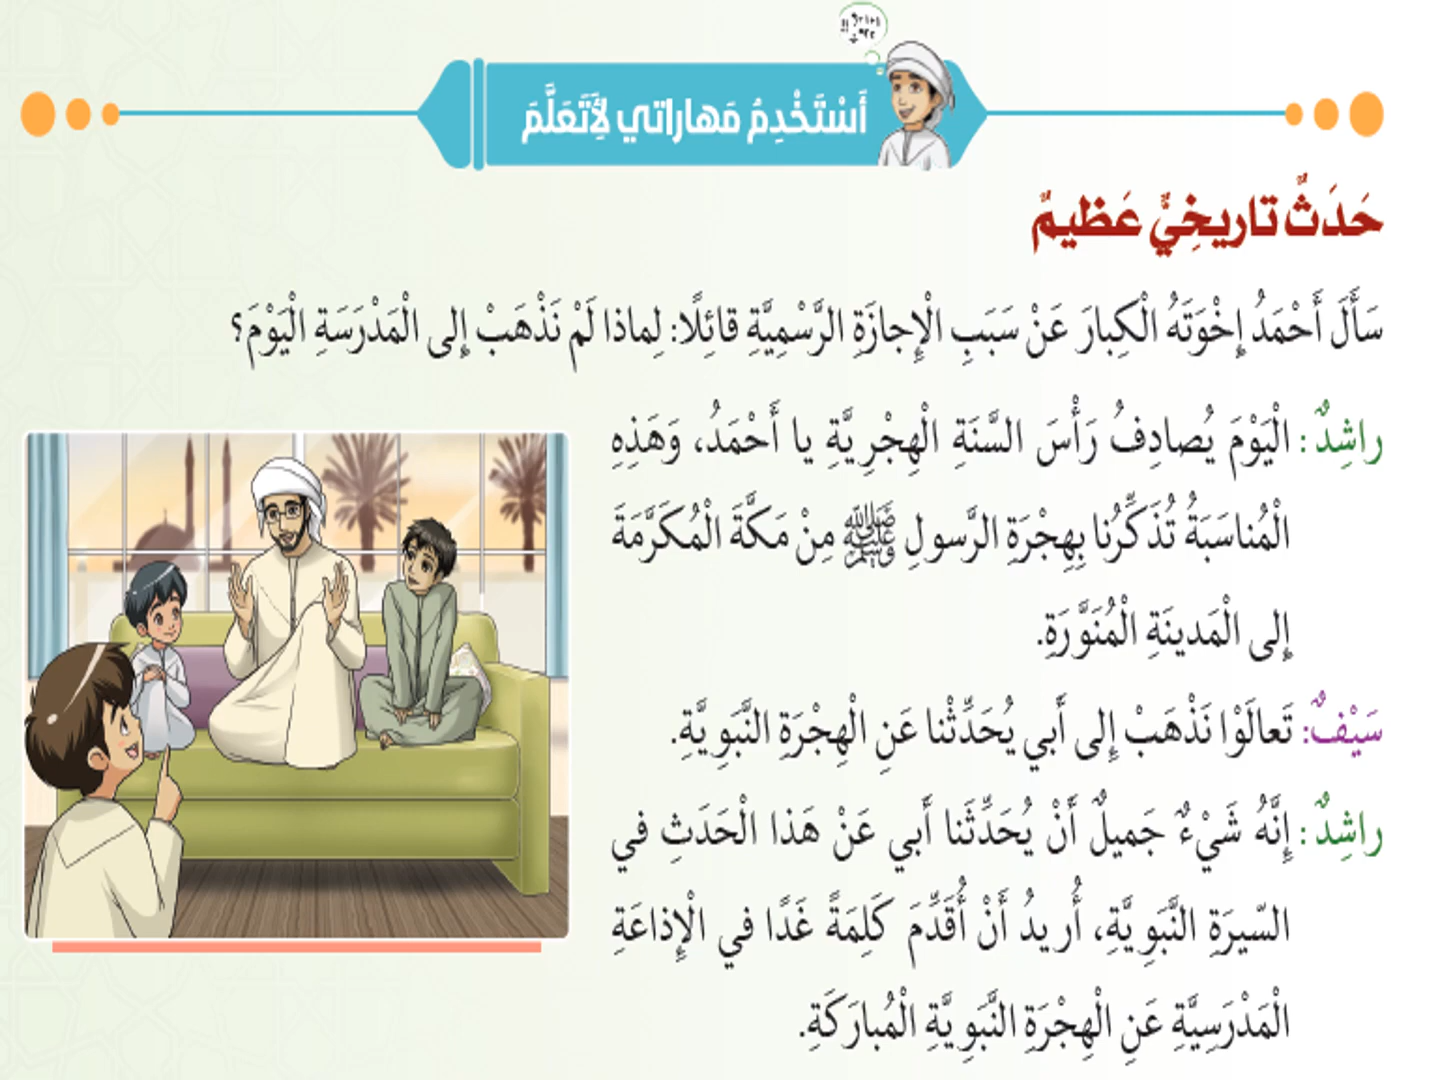 أَسْتَخْدِمُ مَهاراتي لِأَتَعَلَّمَ
حَدَثٌ تاريخِيٌّ عَظيمٌ
سَأَلَ أَحْمَدُ إِخْوَتَهُ الْكِبارَ عَنْ سَبَبِ الْإِجازَةِ الرَّسْمِيَّةِ قائِلًا: لِماذا لَمْ نَذْهَبْ إِلى الْمَدْرَسَةِ الْيَوْمَ؟
راشِدٌ: الْيَوْمَ يُصادِفُ رَأْسَ السَّنَةِ الْهِجْرِيَّةِ يا أَحْمَدُ، وَهَذِهِ
الْمُناسَبَةُ تُذَكِّرُنا بِهِجْرَةِ الرَّسولِ ﷺ مِنْ مَكَّةَ الْمُكَرَّمَةَ
إِلى الْمَدينَةِ الْمُنَوَّرَةِ.
سَيْفٌ: تَعالَوْا نَذْهَبْ إِلى أَبي يُحَدِّثْنا عَنِ الْهِجْرَةِ النَّبَوِيَّةِ.
راشِدٌ: إِنَّهُ شَيْءٌ جَميلٌ أَنْ يُحَدِّثَنا أَبي عَنْ هَذا الْحَدَثِ في
السّيرَةِ النَّبَوِيَّةِ، أُريدُ أَنْ أُقَدِّمَ كَلِمَةً غَدًا في الْإِذاعَةِ
الْمَدْرَسِيَّةِ عَنِ الْهِجْرَةِ النَّبَوِيَّةِ الْمُبارَكَةِ.